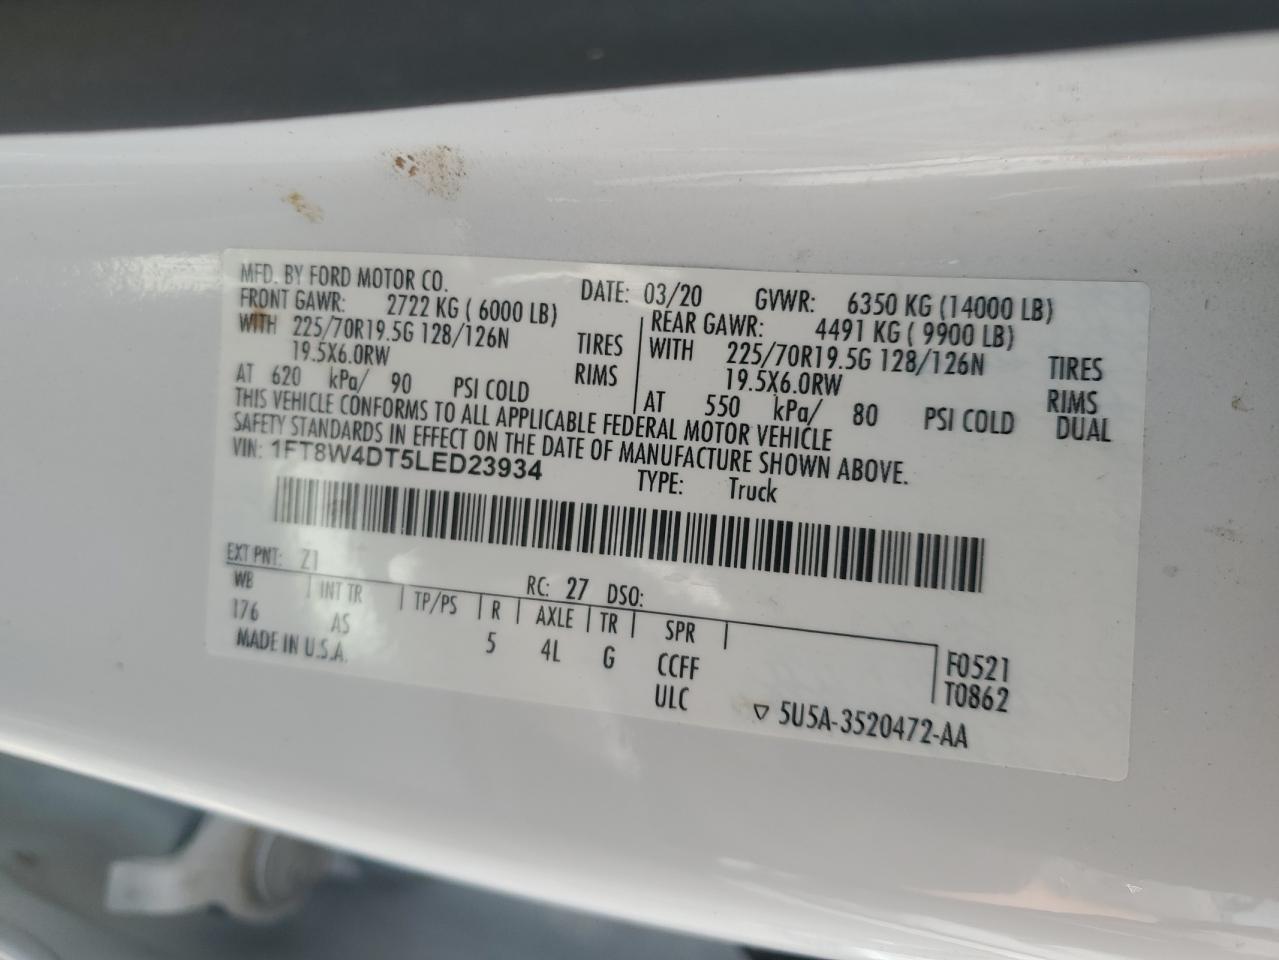 MFD. BY FORD MOTOR CO. DATE: 03/20 GVWR: 6350 KG (14000 LB)
FRONT GAWR: 2722 KG ( 6000 LB) REAR GAWR: 4491 KG ( 9900 LB)
WITH 225/70R19.5G 128/126N TIRES WITH 225/70R19.5G 128/126N TIRES
19.5X6.0RW RIMS 19.5X6.0RW RIMS
AT 620 kPa/ 90 PSI COLD AT 550 kPa/ 80 PSI COLD DUAL
THIS VEHICLE CONFORMS TO ALL APPLICABLE FEDERAL MOTOR VEHICLE
SAFETY STANDARDS IN EFFECT ON THE DATE OF MANUFACTURE SHOWN ABOVE.
VIN: 1FT8W4DT5LED23934 TYPE: Truck
EXT PNT: Z1 RC: 27 DSO:
WB INT TR TP/PS R AXLE TR SPR
176 AS 5 4L G CCFF F0521
MADE IN U.S.A. ULC T0862
▽ 5U5A-3520472-AA